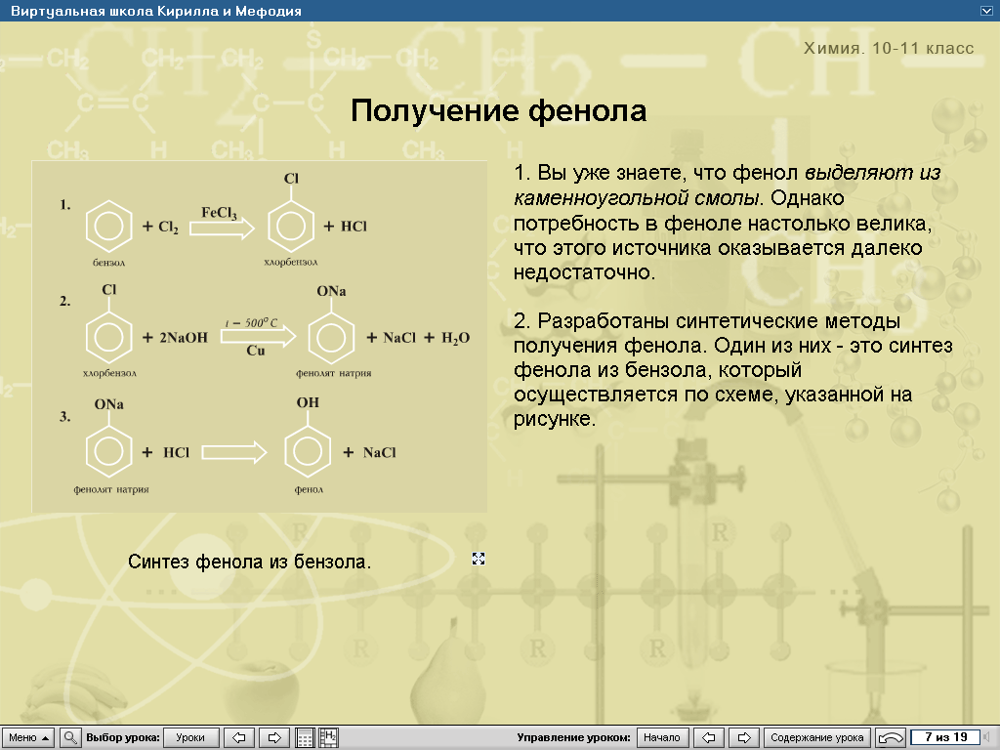 Виртуальная школа Кирилла и Мефодия
Химия. 10-11 класс
Получение фенола
1.
+ Cl2
FeCl3
Cl
+ HCl
бензол
хлорбензол
2.
Cl
+ 2NaOH
t – 500°C
Cu
ONa
+ NaCl + H2O
хлорбензол
фенолят натрия
3.
ONa
+ HCl
OH
+ NaCl
фенолят натрия
фенол
Синтез фенола из бензола.
1. Вы уже знаете, что фенол выделяют из
каменноугольной смолы. Однако
потребность в феноле настолько велика,
что этого источника оказывается далеко
недостаточно.
2. Разработаны синтетические методы
получения фенола. Один из них - это синтез
фенола из бензола, который
осуществляется по схеме, указанной на
рисунке.
Меню
Выбор урока:
Уроки
Управление уроком:
Начало
Содержание урока
7 из 19